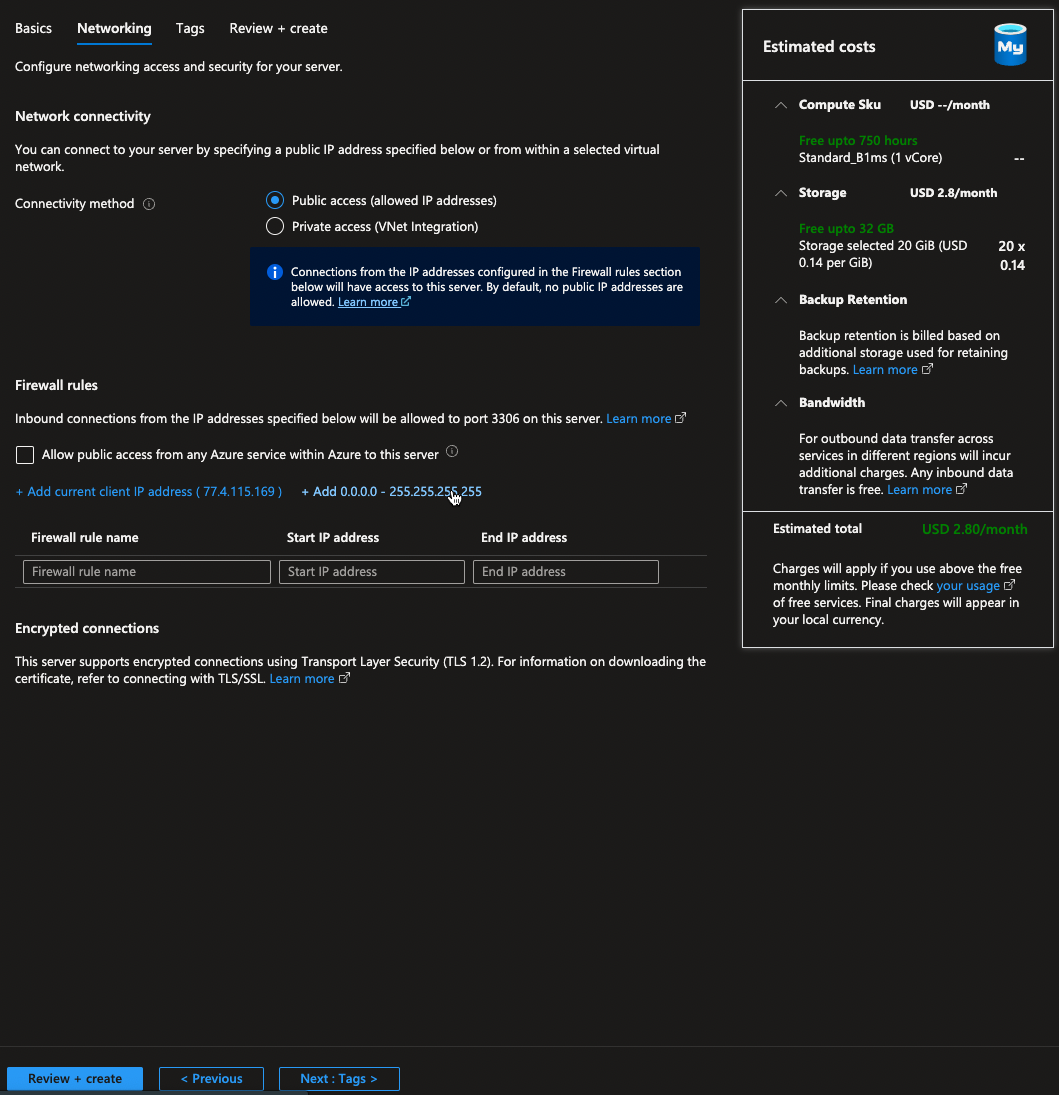 Basics Networking Tags Review + create
Configure networking access and security for your server.
Network connectivity
You can connect to your server by specifying a public IP address specified below or from within a selected virtual
network.
Connectivity method
Public access (allowed IP addresses)
Private access (VNet Integration)
Connections from the IP addresses configured in the Firewall rules section
below will have access to this server. By default, no public IP addresses are
allowed. Learn more
Firewall rules
Inbound connections from the IP addresses specified below will be allowed to port 3306 on this server. Learn more
Allow public access from any Azure service within Azure to this server
+ Add current client IP address ( 77.4.115.169 ) + Add 0.0.0.0 - 255.255.255.255
Firewall rule name Start IP address End IP address
Firewall rule name Start IP address End IP address
Encrypted connections
This server supports encrypted connections using Transport Layer Security (TLS 1.2). For information on downloading the
certificate, refer to connecting with TLS/SSL. Learn more
Review + create < Previous Next : Tags >
Estimated costs
My
Compute Sku USD --/month
Free upto 750 hours
Standard_B1ms (1 vCore) --
Storage USD 2.8/month
Free upto 32 GB
Storage selected 20 GiB (USD 20 x
0.14 per GiB) 0.14
Backup Retention
Backup retention is billed based on
additional storage used for retaining
backups. Learn more
Bandwidth
For outbound data transfer across
services in different regions will incur
additional charges. Any inbound data
transfer is free. Learn more
Estimated total USD 2.80/month
Charges will apply if you use above the free
monthly limits. Please check your usage
of free services. Final charges will appear in
your local currency.